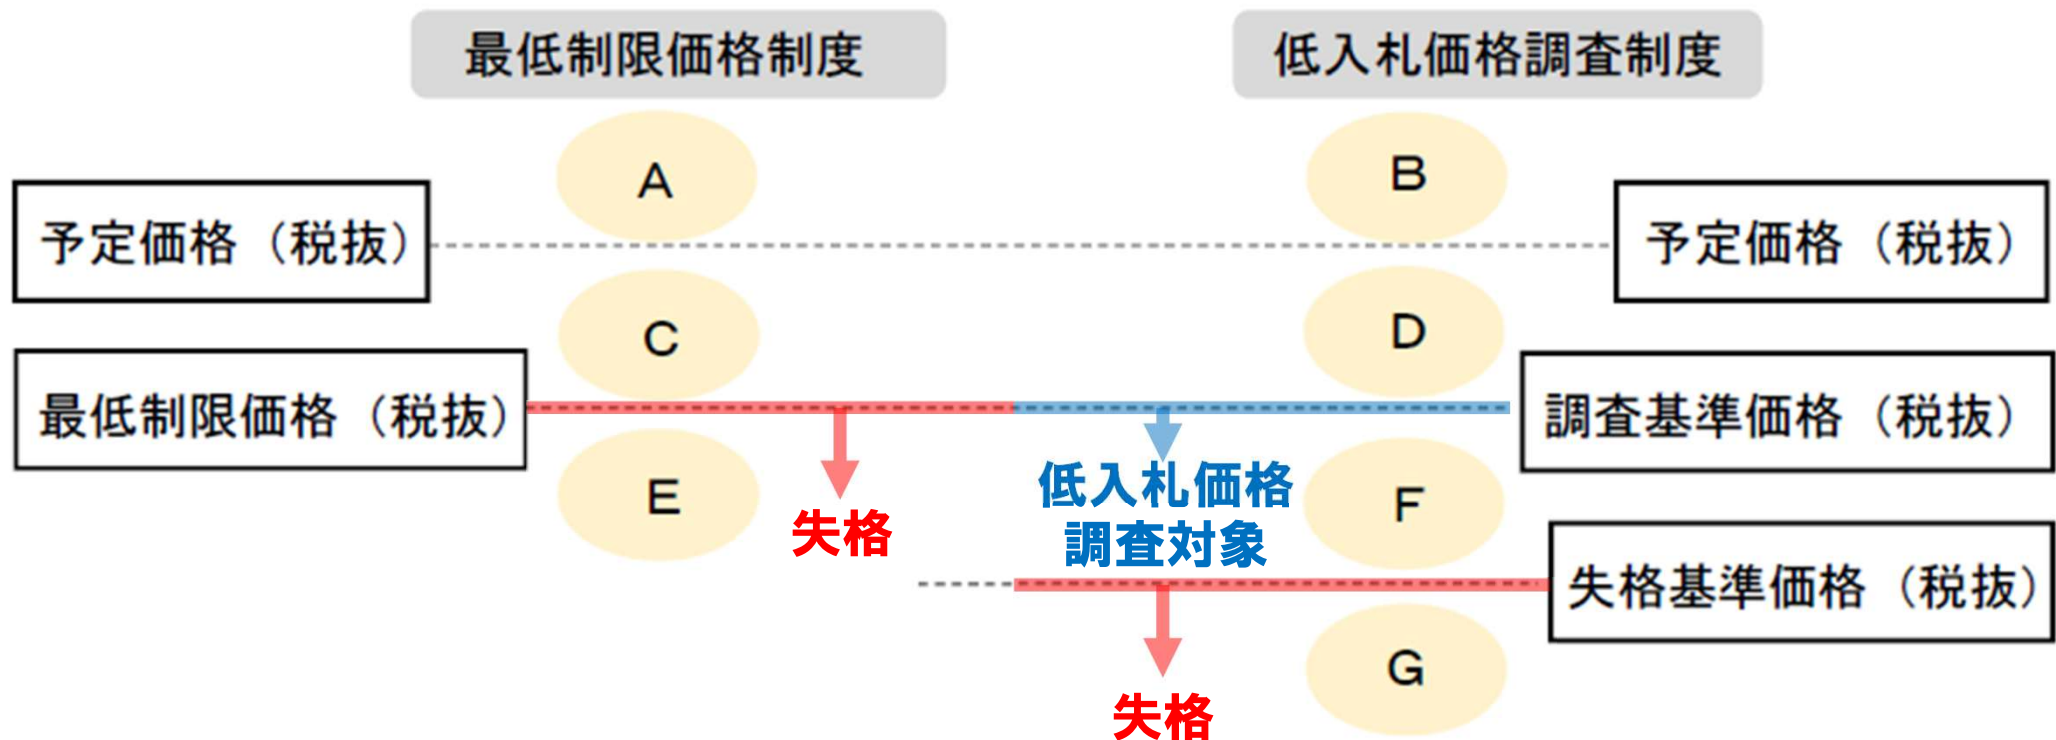 最低制限価格制度
低入札価格調査制度
A
B
予定価格（税抜）
予定価格（税抜）
C
D
最低制限価格（税抜）
調査基準価格（税抜）
E
失格
低入札価格
調査対象
F
失格基準価格（税抜）
G
失格